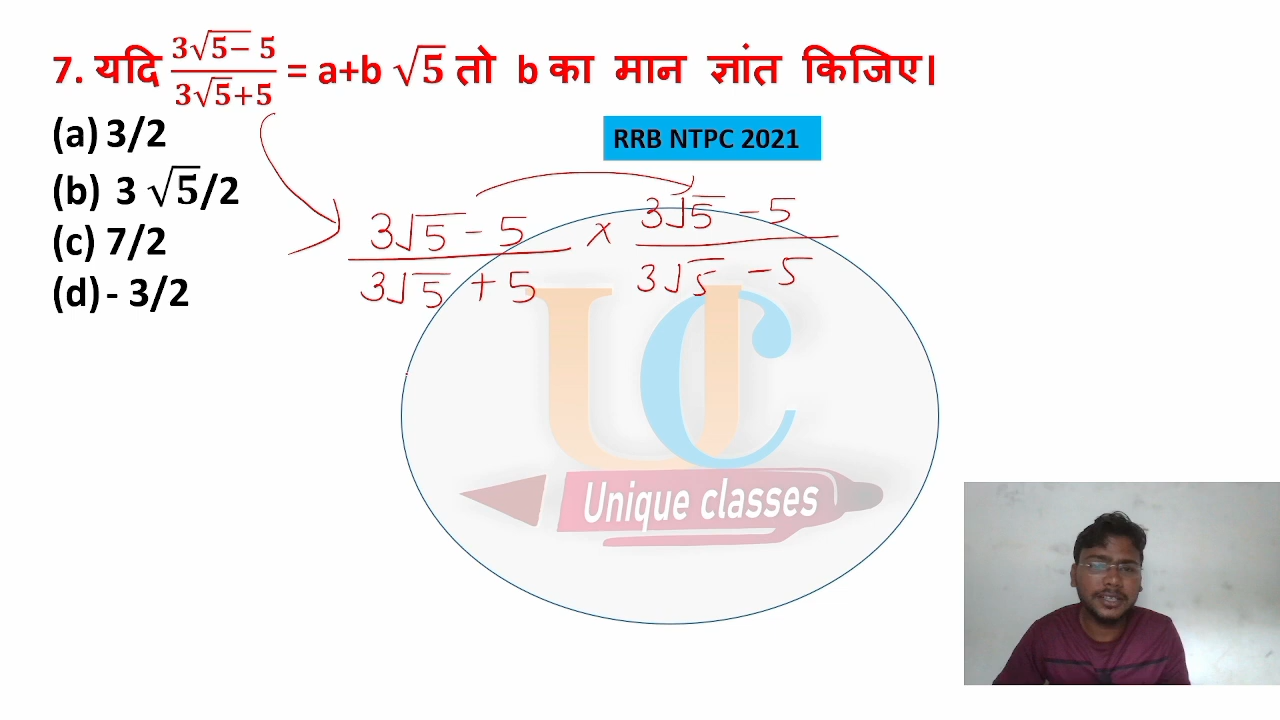 7. यदि (3√5− 5)/(3√5+5) = a+b √5 तो b का मान ज्ञांत किजिए।
(a) 3/2
RRB NTPC 2021
(b) 3 √5/2
(c) 7/2
(d) - 3/2
(3√5 − 5)/(3√5 + 5) × (3√5 − 5)/(3√5 − 5)
UC
Unique classes